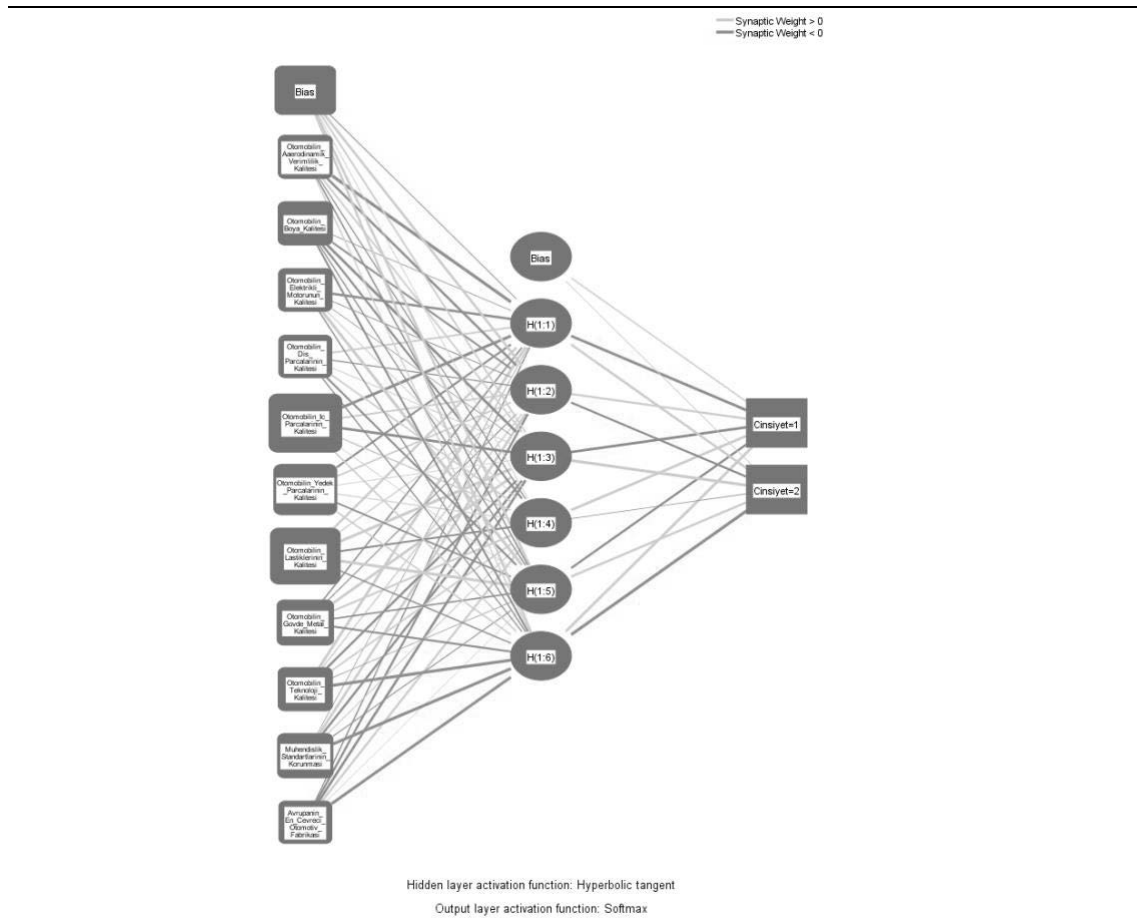 Synaptic Weight > 0
Synaptic Weight < 0
Bias
Otomobilin_
Aaerodinamik_
Verimlilik_
Kalitesi
Otomobilin_
Boya_Kalitesi
Otomobilin_
Elektrikli_
Motorunun_
Kalitesi
Otomobilin_
Dis_
Parcalarinin_
Kalitesi
Otomobilin_Ic_
Parcalarinin_
Kalitesi
Otomobilin_Yedek
_Parcalarinin_
Kalitesi
Otomobilin_
Lastiklerinin_
Kalitesi
Otomobilin_
Govde_Metal_
Kalitesi
Otomobilin_
Teknoloji_
Kalitesi
Muhendislik_
Standartlarinin_
Korunmasi
Avrupanin_
En_Cevreci_
Otomotiv_
Fabrikasi
Bias
H(1:1)
H(1:2)
H(1:3)
H(1:4)
H(1:5)
H(1:6)
Cinsiyet=1
Cinsiyet=2
Hidden layer activation function: Hyperbolic tangent
Output layer activation function: Softmax